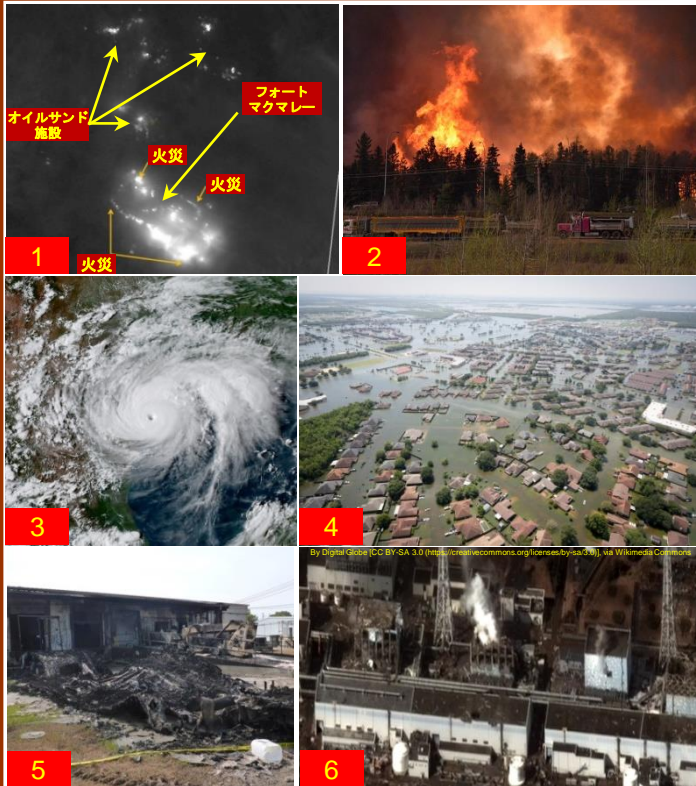 オイルサンド
施設
フォート
マクマレー
火災
火災
火災
1
2
3
4
By Digital Globe [CC BY-SA 3.0 (https://creativecommons.org/licenses/by-sa/3.0)], via Wikimedia Commons
5
6